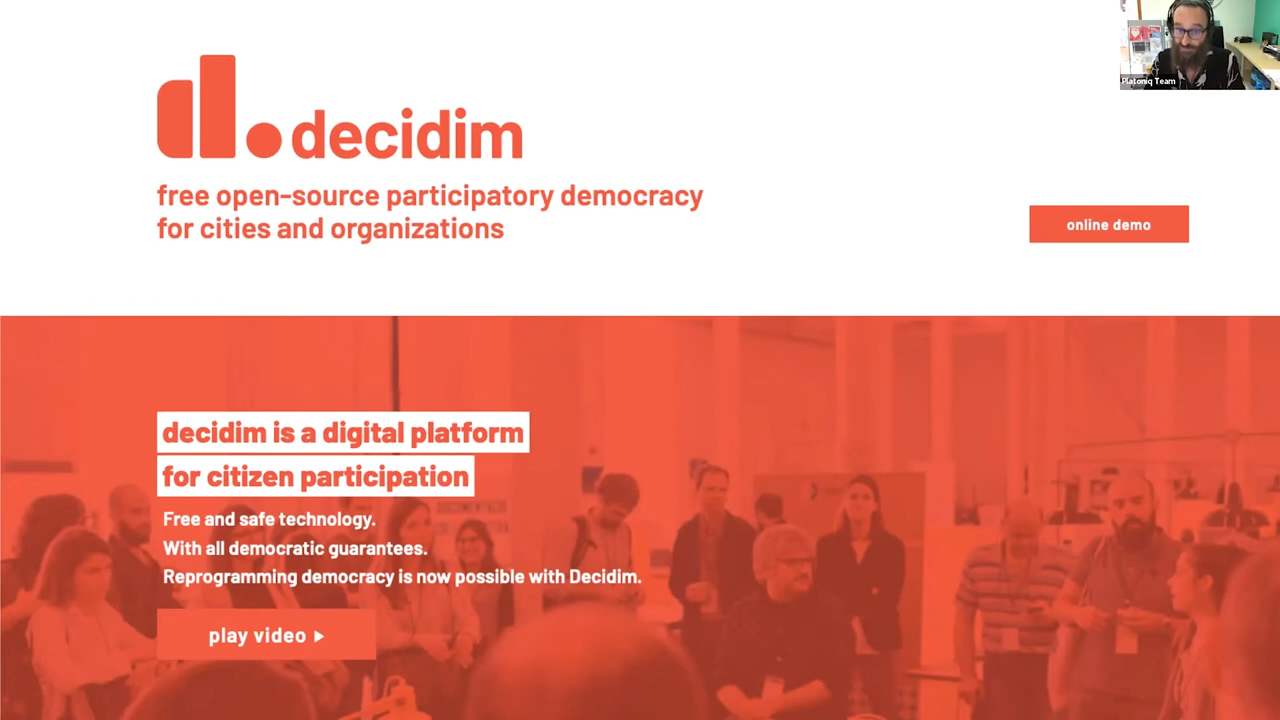 Platoniq Team
decidim
free open-source participatory democracy
for cities and organizations
online demo
decidim is a digital platform
for citizen participation
Free and safe technology.
With all democratic guarantees.
Reprogramming democracy is now possible with Decidim.
play video